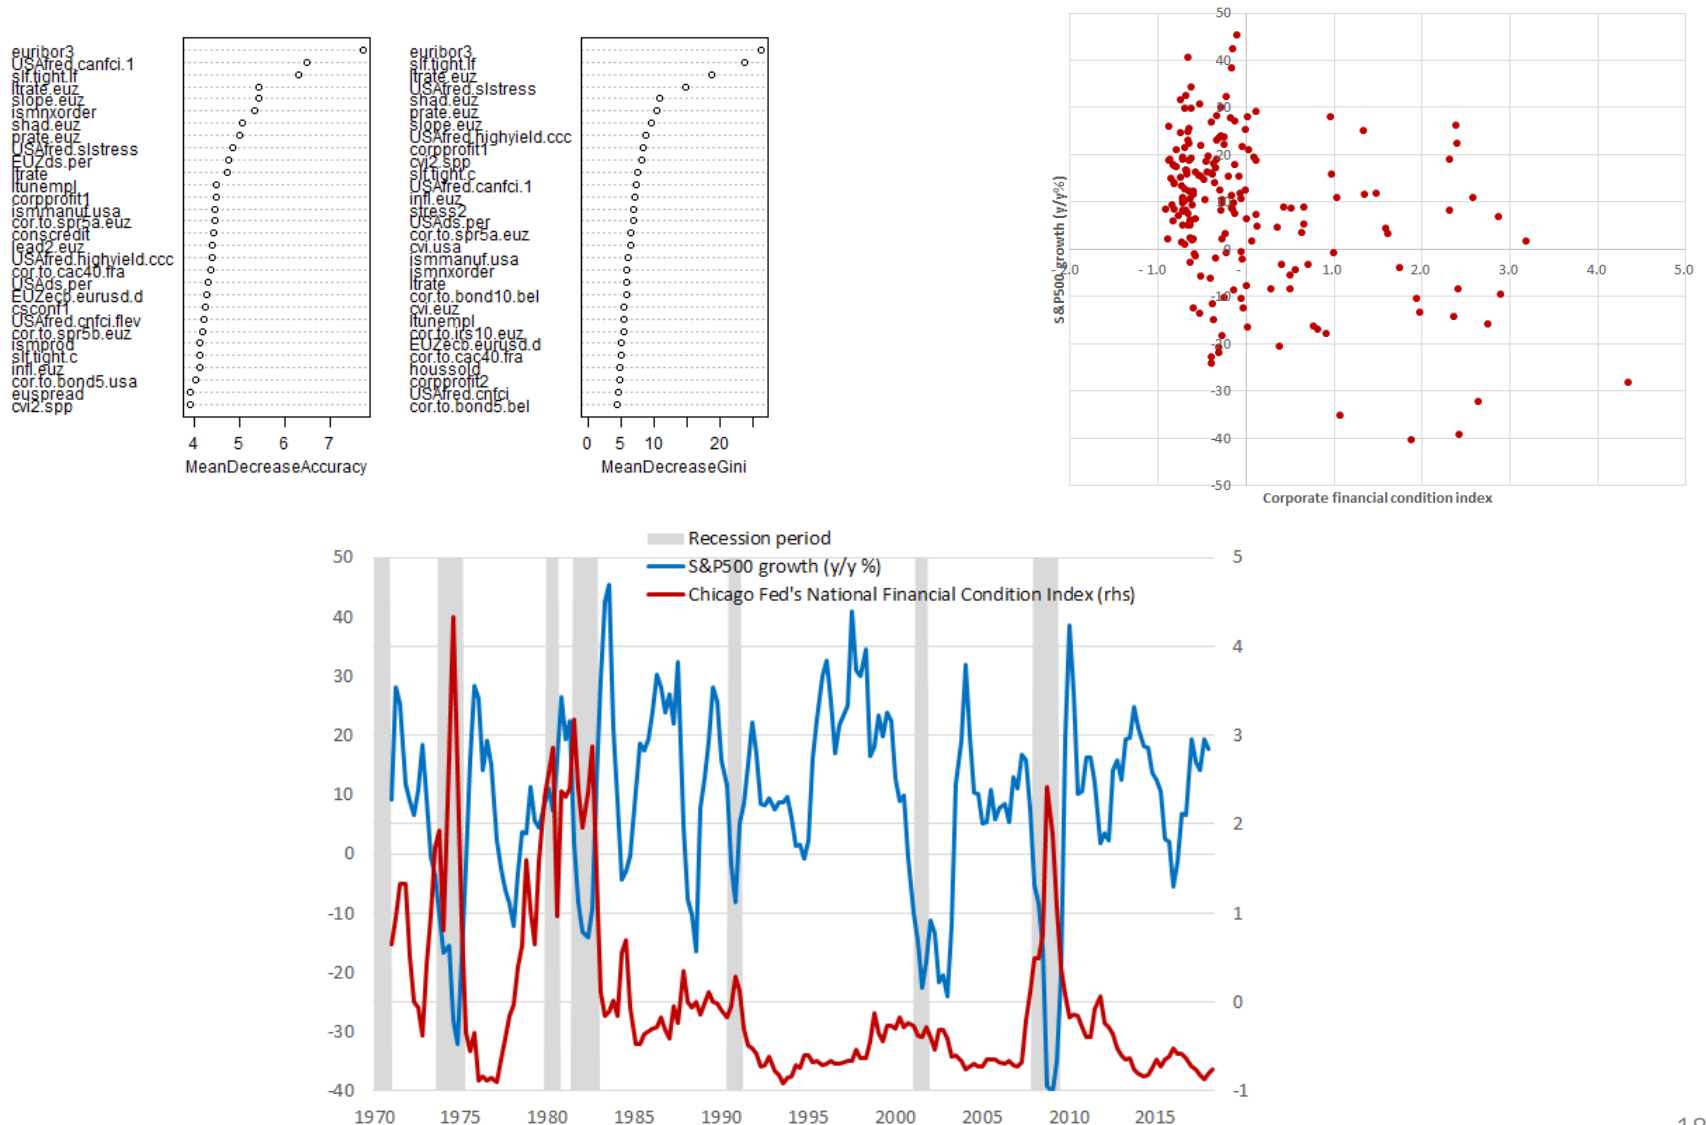 euribor3
USAfred.canfci.1
slf.tight.lf
ltrate.euz
slope.euz
ismnxorder
shad.euz
prate.euz
USAfred.slstress
EUZds.per
ltrate
ltunempl
corpprofit1
ismmanuf.usa
cor.to.spr5a.euz
conscredit
lead2.euz
USAfred.highyield.ccc
cor.to.cac40.fra
USAds.per
EUZecb.eurusd.d
csconf1
USAfred.cnfci.flev
cor.to.spr5b.euz
ismprod
slf.tight.c
infl.euz
cor.to.bond5.usa
euspread
cvi2.spp
4 5 6 7
MeanDecreaseAccuracy
euribor3
slf.tight.lf
ltrate.euz
USAfred.slstress
shad.euz
prate.euz
slope.euz
USAfred.highyield.ccc
corpprofit1
cvi2.spp
slf.tight.c
USAfred.canfci.1
infl.euz
stress2
USAds.per
cor.to.spr5a.euz
cvi.usa
ismmanuf.usa
ismnxorder
ltrate
cor.to.bond10.bel
cvi.euz
ltunempl
cor.to.irs10.euz
EUZecb.eurusd.d
cor.to.cac40.fra
houssold
corpprofit2
USAfred.cnfci
cor.to.bond5.bel
0 5 10 20
MeanDecreaseGini
50
40
30
20
10
0
-2.0 -1.0 - 1.0 2.0 3.0 4.0 5.0
-10
-20
-30
-40
-50
S&P500 growth (y/y%)
Corporate financial condition index
Recession period
S&P500 growth (y/y %)
Chicago Fed's National Financial Condition Index (rhs)
50
40
30
20
10
0
-10
-20
-30
-40
5
4
3
2
1
0
-1
1970 1975 1980 1985 1990 1995 2000 2005 2010 2015